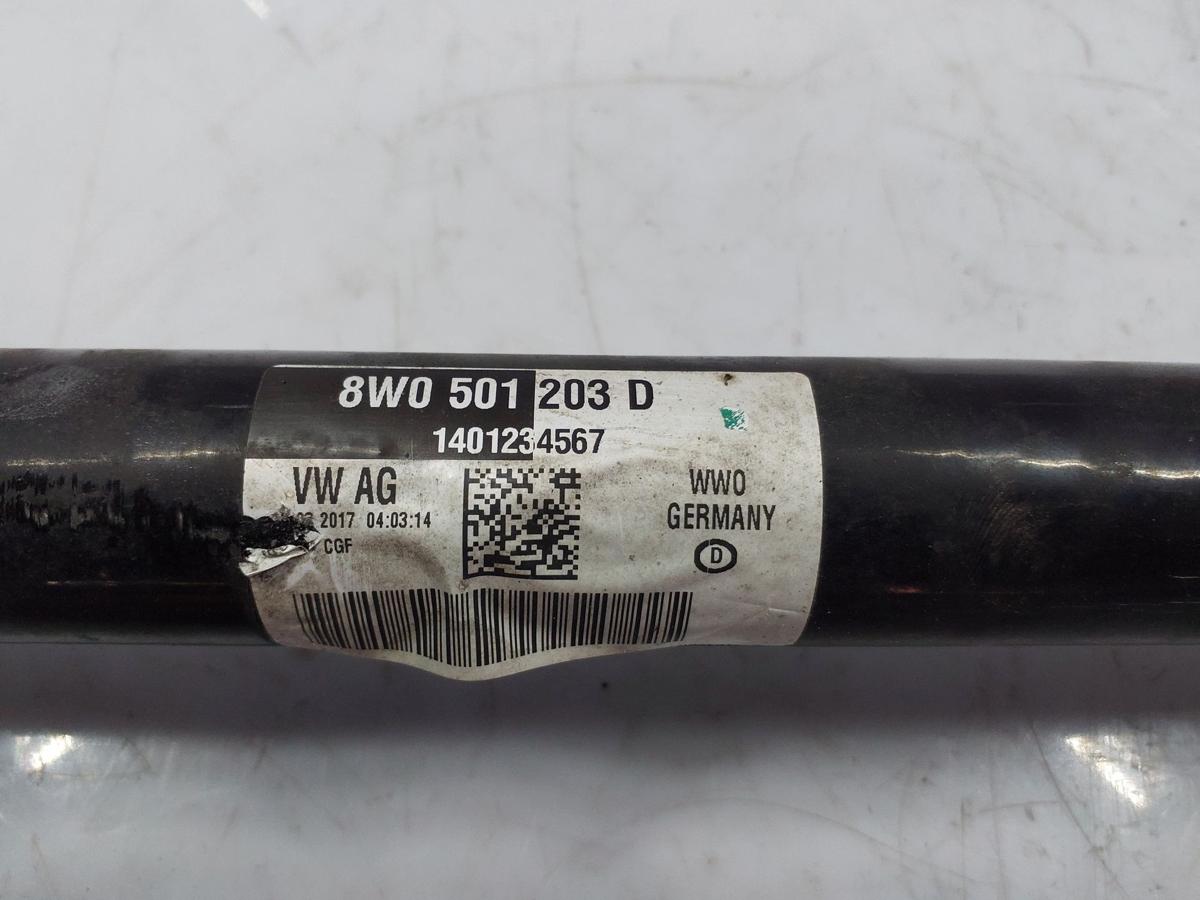 8W0 501 203 D
1401234567
VW AG
2017 04:03:14
CGF
WWO
GERMANY
D